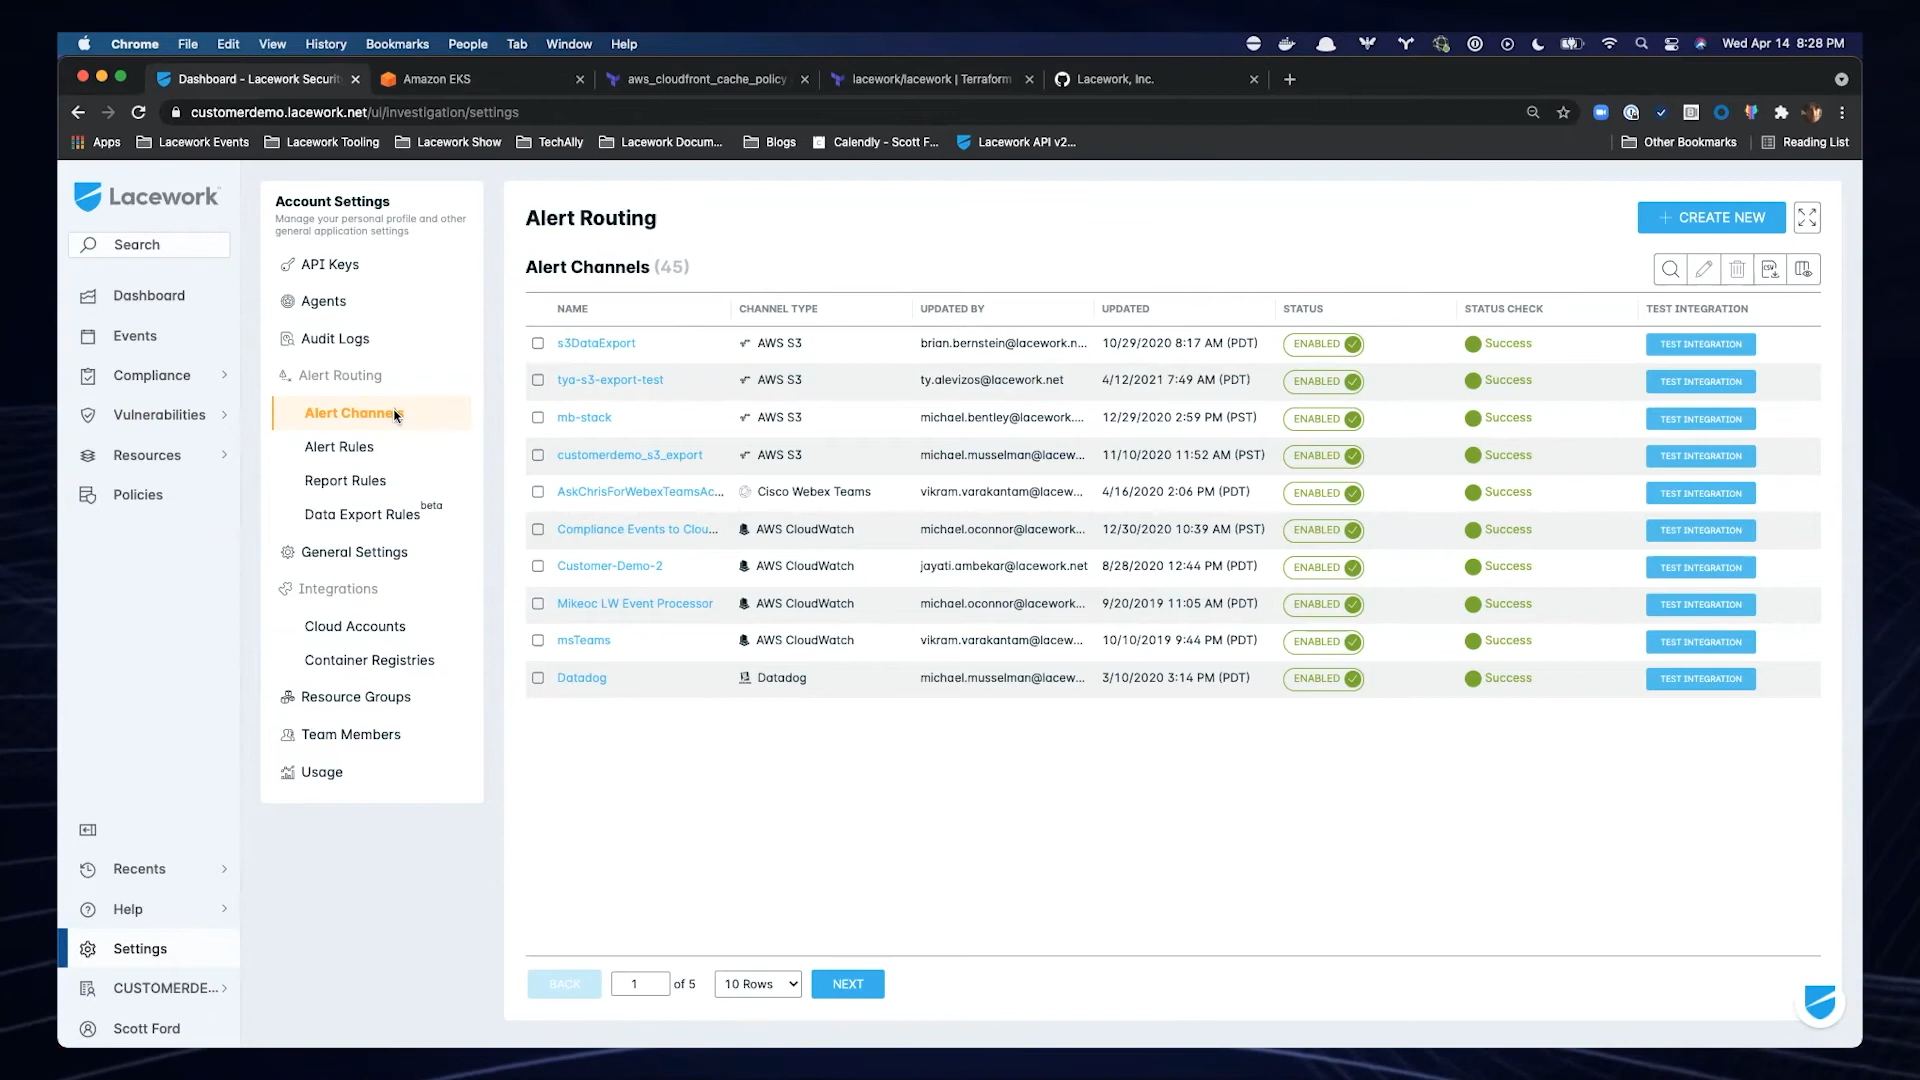 Chrome File Edit View History Bookmarks People Tab Window Help
Wed Apr 14 8:28 PM
Dashboard - Lacework Securit
Amazon EKS
aws_cloudfront_cache_policy
lacework/lacework | Terraform
Lacework, Inc.
customerdemo.lacework.net/ui/investigation/settings
Apps
Lacework Events
Lacework Tooling
Lacework Show
TechAlly
Lacework Docum...
Blogs
Calendly - Scott F...
Lacework API v2...
Other Bookmarks
Reading List
Lacework
Search
Dashboard
Events
Compliance
Vulnerabilities
Resources
Policies
Recents
Help
Settings
CUSTOMERDE...
Scott Ford
Account Settings
Manage your personal profile and other
general application settings
API Keys
Agents
Audit Logs
Alert Routing
Alert Channels
Alert Rules
Report Rules
Data Export Rules beta
General Settings
Integrations
Cloud Accounts
Container Registries
Resource Groups
Team Members
Usage
Alert Routing
+ CREATE NEW
Alert Channels (45)
CSV
NAME CHANNEL TYPE UPDATED BY UPDATED STATUS STATUS CHECK TEST INTEGRATION
s3DataExport AWS S3 brian.bernstein@lacework.n... 10/29/2020 8:17 AM (PDT) ENABLED Success TEST INTEGRATION
tya-s3-export-test AWS S3 ty.alevizos@lacework.net 4/12/2021 7:49 AM (PDT) ENABLED Success TEST INTEGRATION
mb-stack AWS S3 michael.bentley@lacework.... 12/29/2020 2:59 PM (PST) ENABLED Success TEST INTEGRATION
customerdemo_s3_export AWS S3 michael.musselman@lacew... 11/10/2020 11:52 AM (PST) ENABLED Success TEST INTEGRATION
AskChrisForWebexTeamsAc... Cisco Webex Teams vikram.varakantam@lacew... 4/16/2020 2:06 PM (PDT) ENABLED Success TEST INTEGRATION
Compliance Events to Clou... AWS CloudWatch michael.oconnor@lacework... 12/30/2020 10:39 AM (PST) ENABLED Success TEST INTEGRATION
Customer-Demo-2 AWS CloudWatch jayati.ambekar@lacework.net 8/28/2020 12:44 PM (PDT) ENABLED Success TEST INTEGRATION
Mikeoc LW Event Processor AWS CloudWatch michael.oconnor@lacework... 9/20/2019 11:05 AM (PDT) ENABLED Success TEST INTEGRATION
msTeams AWS CloudWatch vikram.varakantam@lacew... 10/10/2019 9:44 PM (PDT) ENABLED Success TEST INTEGRATION
Datadog Datadog michael.musselman@lacew... 3/10/2020 3:14 PM (PDT) ENABLED Success TEST INTEGRATION
BACK 1 of 5 10 Rows NEXT